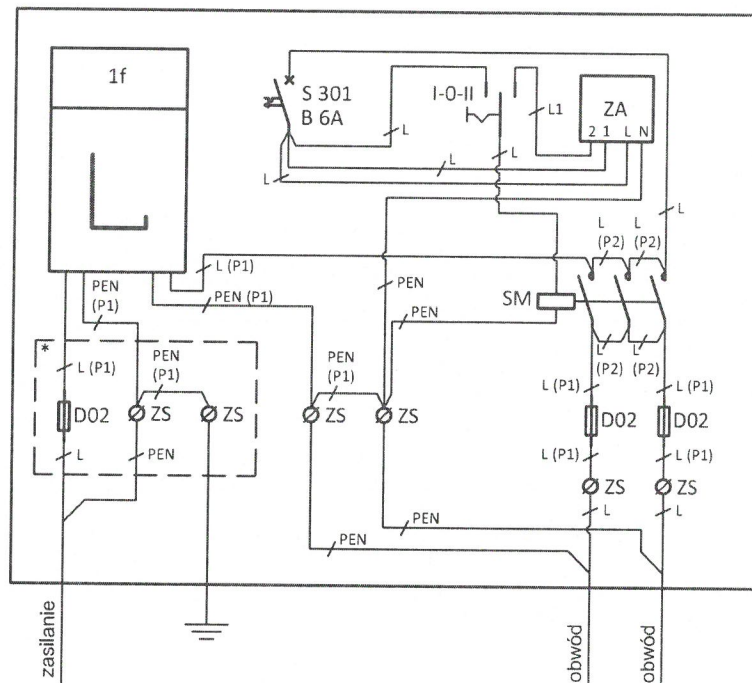 1f
S 301
B 6A
I-0-II
L1
ZA
2 1 L N
L
L
L
L
L
L (P1)
L
(P2)
L
(P2)
PEN
(P1)
PEN (P1)
PEN
PEN
SM
*
L (P1)
PEN
(P1)
PEN
(P1)
L
(P2)
L
(P2)
L (P1)
L (P1)
D02
ZS
ZS
ZS
ZS
D02
D02
L
PEN
L (P1)
L (P1)
ZS
ZS
L
L
PEN
PEN
zasilanie
obwód
obwód